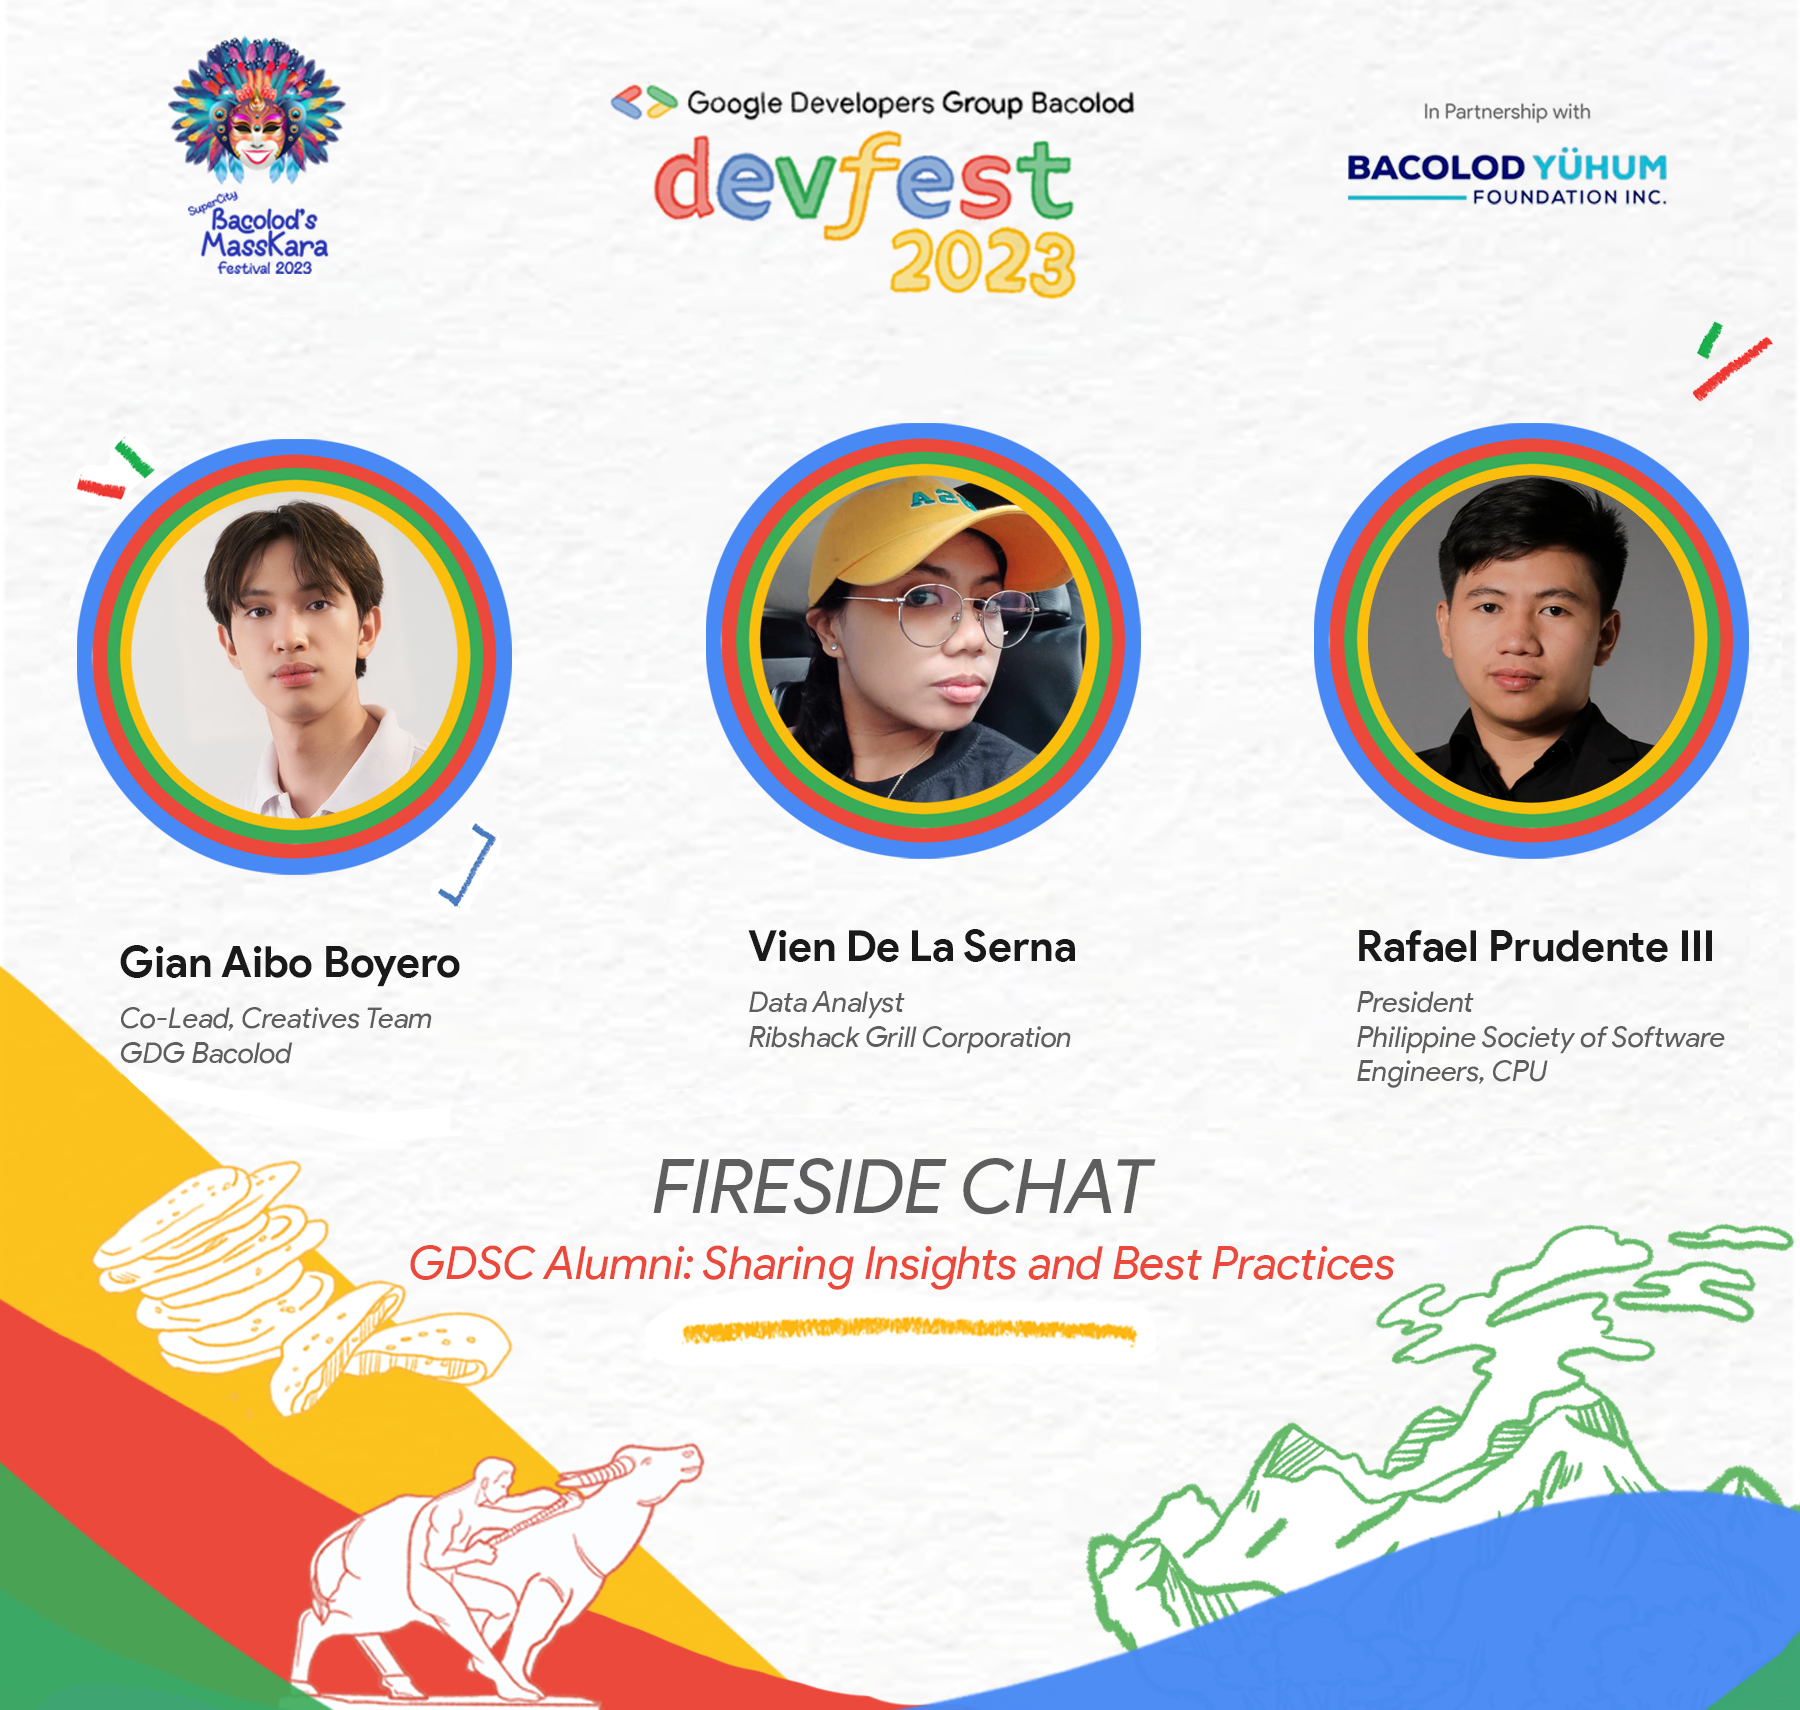 SuperCity
Bacolod's
MassKara
festival 2023
Google Developers Group Bacolod
devfest
2023
In Partnership with
BACOLOD YÜHUM
FOUNDATION INC.
Gian Aibo Boyero
Co-Lead, Creatives Team
GDG Bacolod
Vien De La Serna
Data Analyst
Ribshack Grill Corporation
Rafael Prudente III
President
Philippine Society of Software
Engineers, CPU
FIRESIDE CHAT
GDSC Alumni: Sharing Insights and Best Practices